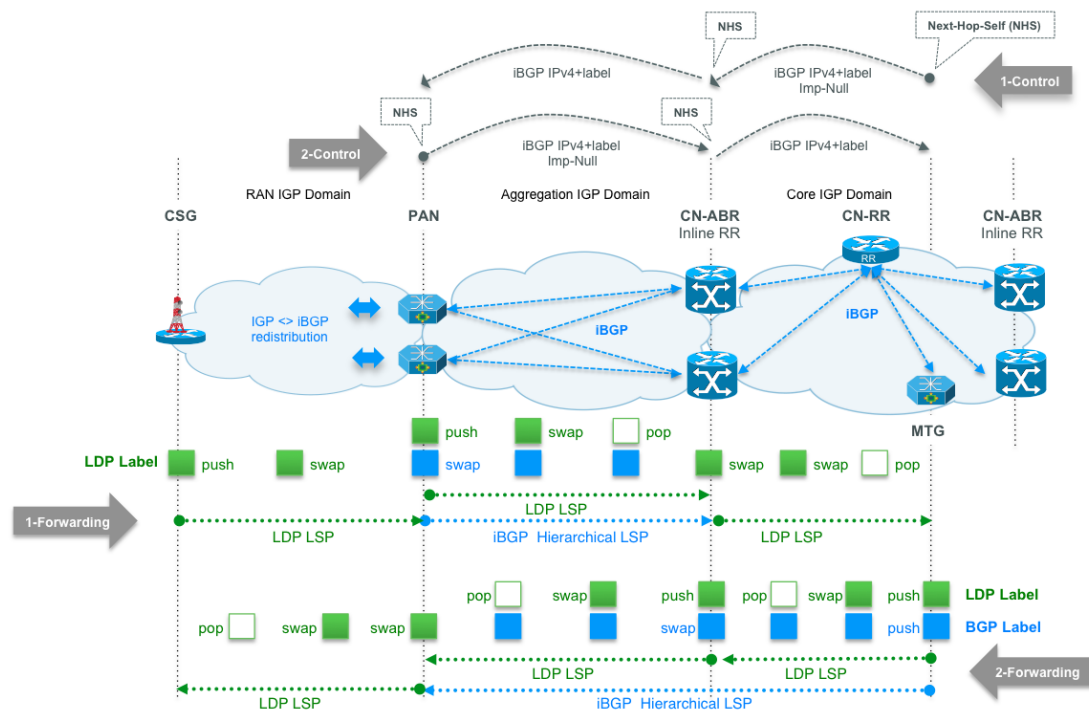 NHS
Next-Hop-Self (NHS)
iBGP IPv4+label
iBGP IPv4+label
Imp-Null
1-Control
NHS
NHS
2-Control
iBGP IPv4+label
Imp-Null
iBGP IPv4+label
RAN IGP Domain
Aggregation IGP Domain
Core IGP Domain
CSG
PAN
CN-ABR
Inline RR
CN-RR
CN-ABR
Inline RR
RR
IGP <> iBGP
redistribution
iBGP
iBGP
MTG
push
swap
pop
LDP Label
push
swap
swap
swap
swap
pop
LDP LSP
1-Forwarding
LDP LSP
iBGP Hierarchical LSP
LDP LSP
pop
swap
push
pop
swap
push
LDP Label
pop
swap
swap
swap
push
BGP Label
LDP LSP
LDP LSP
2-Forwarding
LDP LSP
iBGP Hierarchical LSP